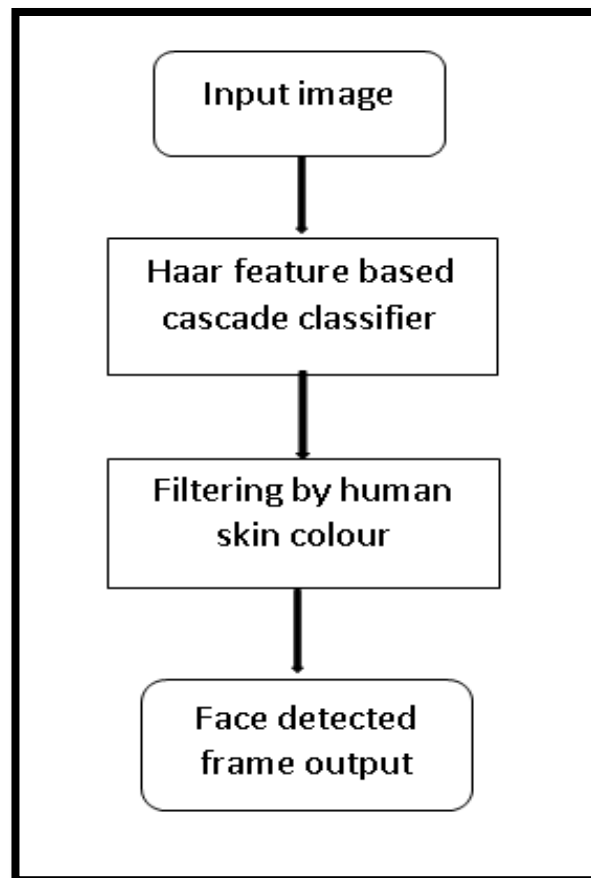 Input image
Haar feature based
cascade classifier
Filtering by human
skin colour
Face detected
frame output